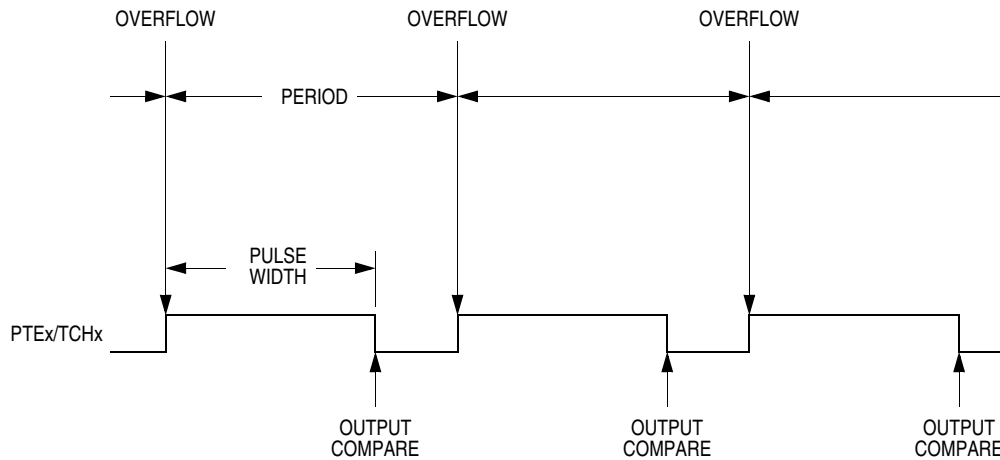 OVERFLOW OVERFLOW OVERFLOW
PERIOD
PULSE
WIDTH
PTEx/TCHx
OUTPUT OUTPUT OUTPUT
COMPARE COMPARE COMPARE